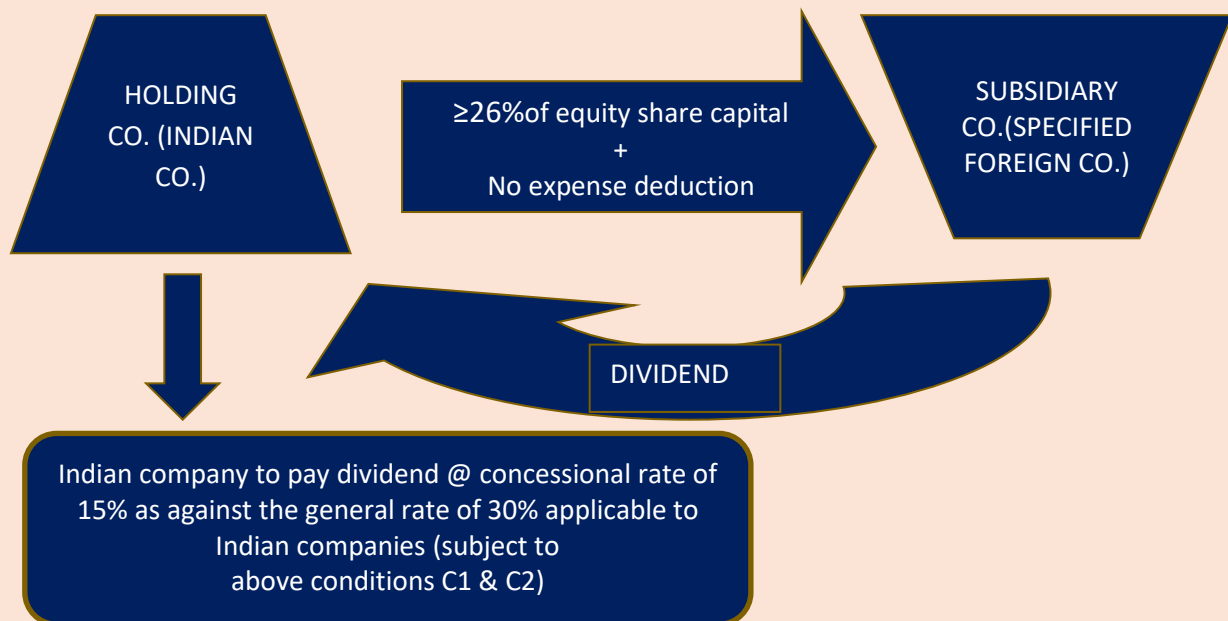 HOLDING
CO. (INDIAN
CO.)
≥26%of equity share capital
+
No expense deduction
SUBSIDIARY
CO.(SPECIFIED
FOREIGN CO.)
DIVIDEND
Indian company to pay dividend @ concessional rate of
15% as against the general rate of 30% applicable to
Indian companies (subject to
above conditions C1 & C2)